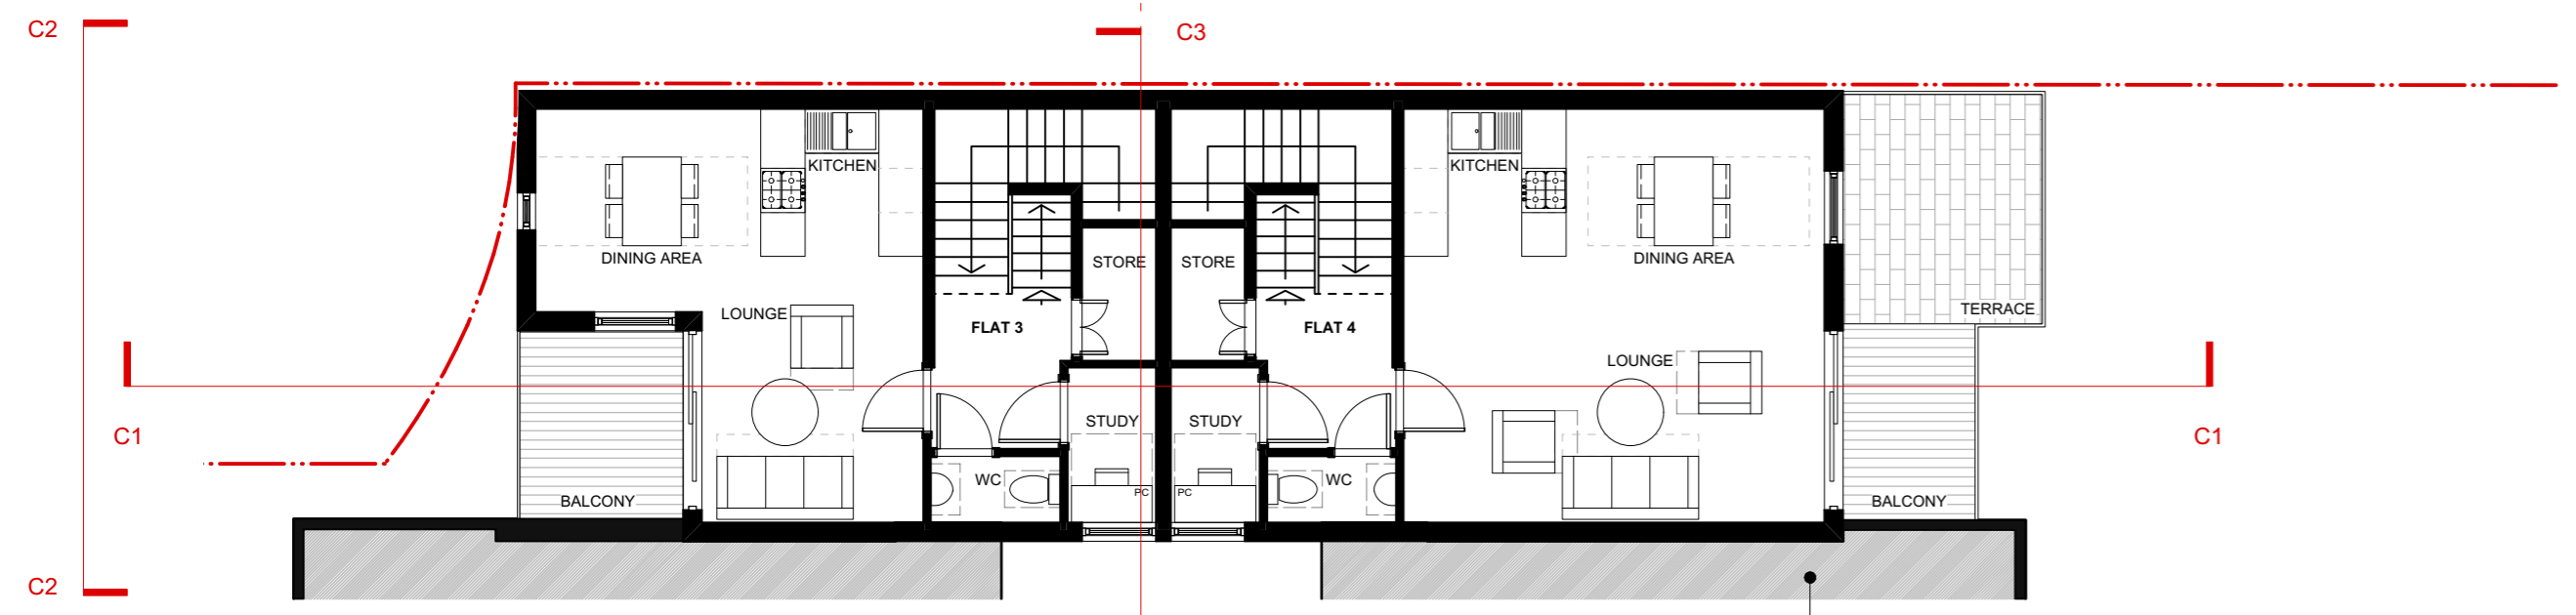 C2
C3
KITCHEN
KITCHEN
DINING AREA
STORE
STORE
DINING AREA
LOUNGE
FLAT 3
FLAT 4
TERRACE
LOUNGE
C1
STUDY
STUDY
C1
WC
WC
PC
PC
BALCONY
BALCONY
C2